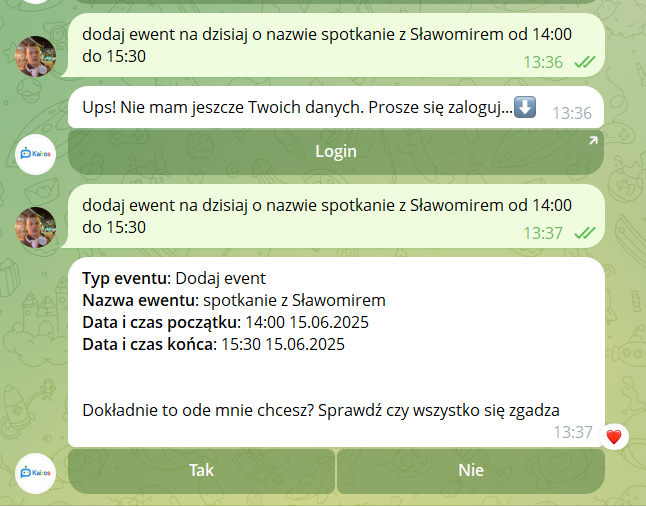 dodaj ewent na dzisiaj o nazwie spotkanie z Sławomirem od 14:00
do 15:30
13:36
Ups! Nie mam jeszcze Twoich danych. Prosze się zaloguj...⬇️
13:36
Login
Kairos
dodaj ewent na dzisiaj o nazwie spotkanie z Sławomirem od 14:00
do 15:30
13:37
Typ eventu: Dodaj event
Nazwa ewentu: spotkanie z Sławomirem
Data i czas początku: 14:00 15.06.2025
Data i czas końca: 15:30 15.06.2025
Dokładnie to ode mnie chcesz? Sprawdź czy wszystko się zgadza
13:37
Kairos
Tak
Nie